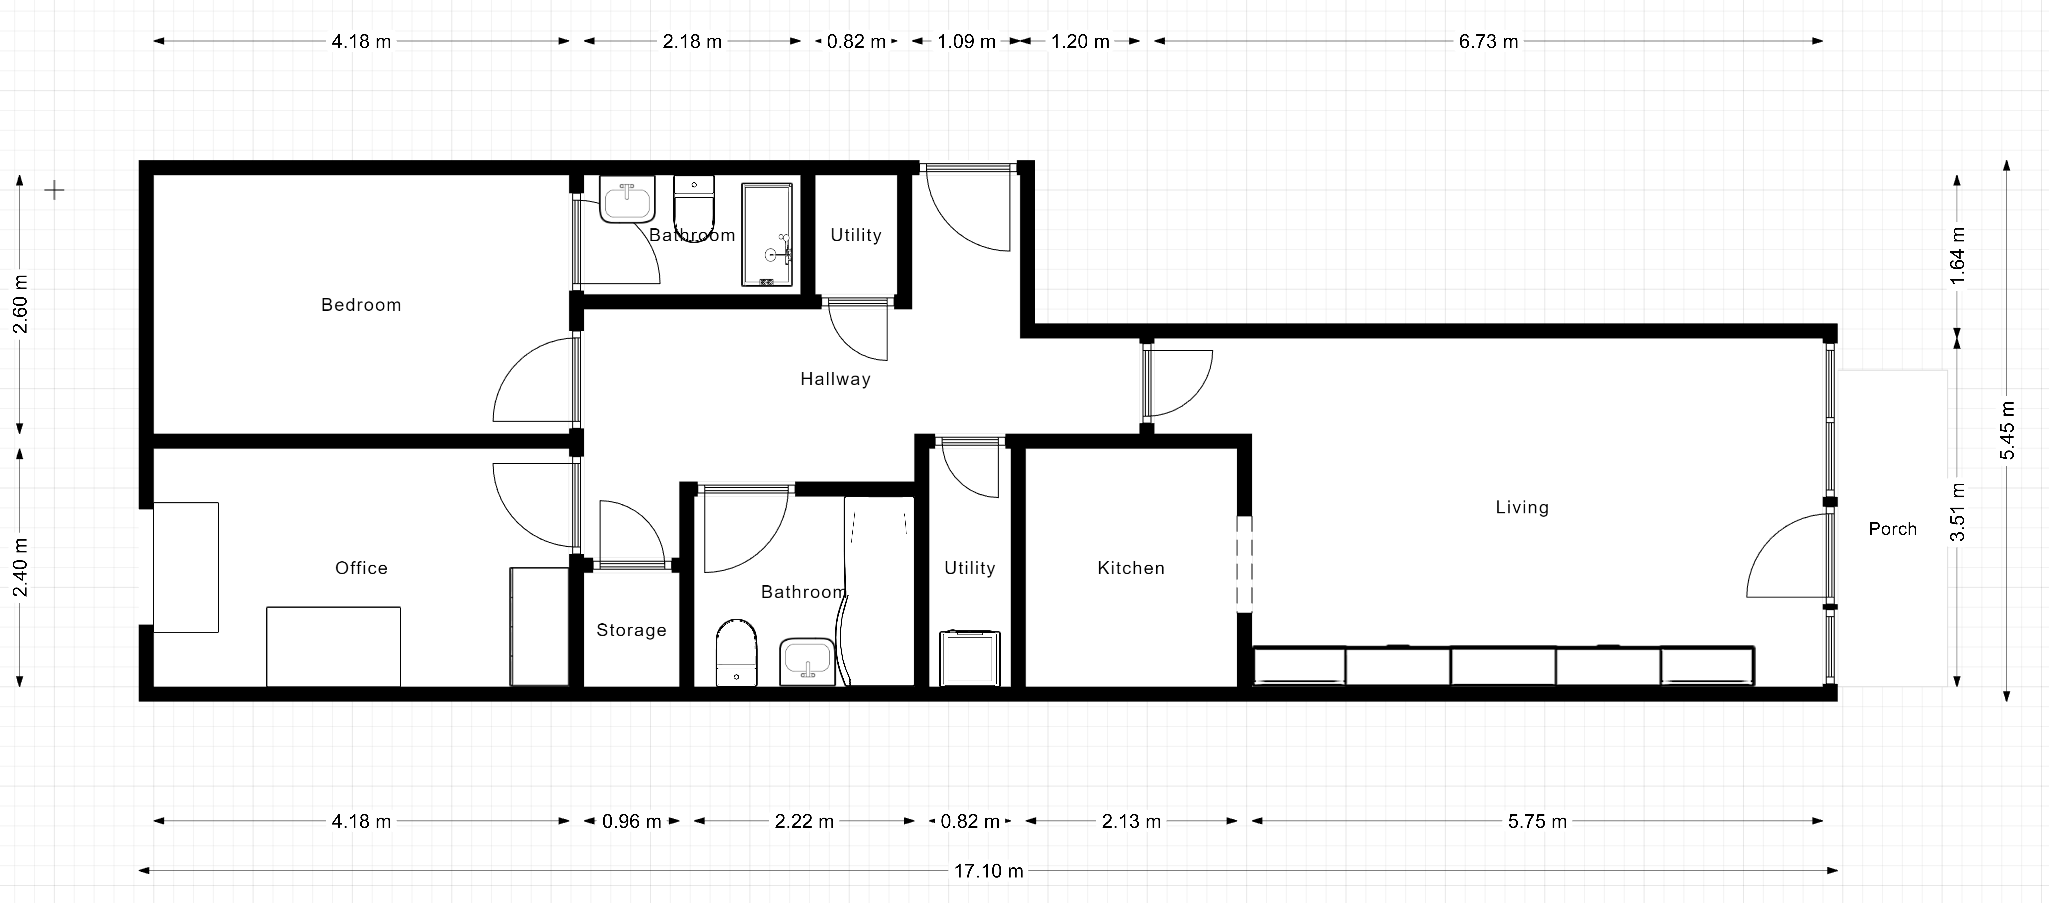 4.18 m 2.18 m 0.82 m 1.09 m 1.20 m 6.73 m
Bathroom Utility
1.64 m
2.60 m
Bedroom
Hallway
5.45 m
Living
3.51 m
Porch
2.40 m
Office
Utility Kitchen
Bathroom
Storage
4.18 m 0.96 m 2.22 m 0.82 m 2.13 m 5.75 m
17.10 m